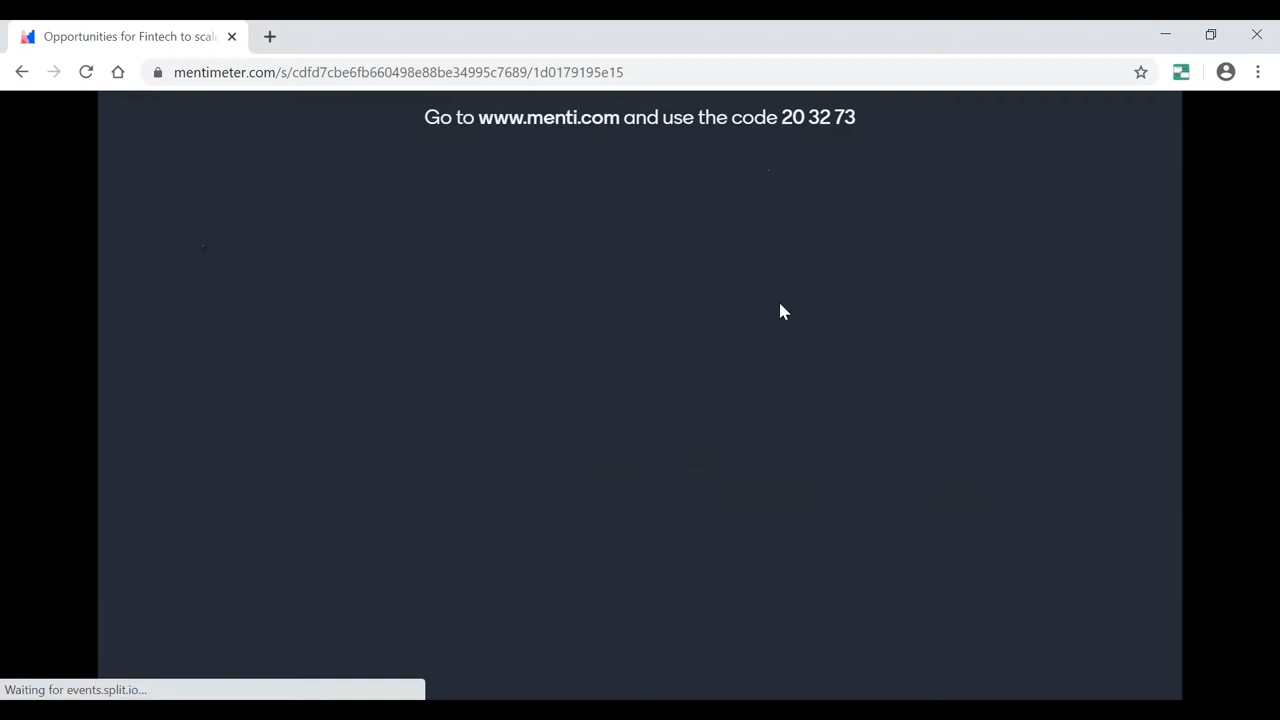 Opportunities for Fintech to scale
mentimeter.com/s/cdfd7cbe6fb660498e88be34995c7689/1d0179195e15
Go to www.menti.com and use the code 20 32 73
Waiting for events.split.io...